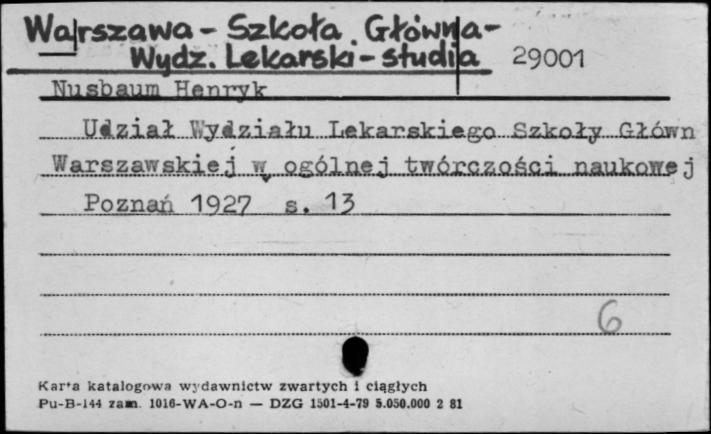 Warszawa - Szkoła Główna -
Wydz. Lekarski - studia
29001
Nusbaum Henryk
Udział Wydziału Lekarskiego Szkoły Główn
Warszawskiej w ogólnej twórczości naukowej
Poznań 1927 s. 13
6
Karta katalogowa wydawnictw zwartych i ciągłych
Pu-B-144 zam. 1016-WA-O-n — DZG 1501-4-79 5.050.000 2 81